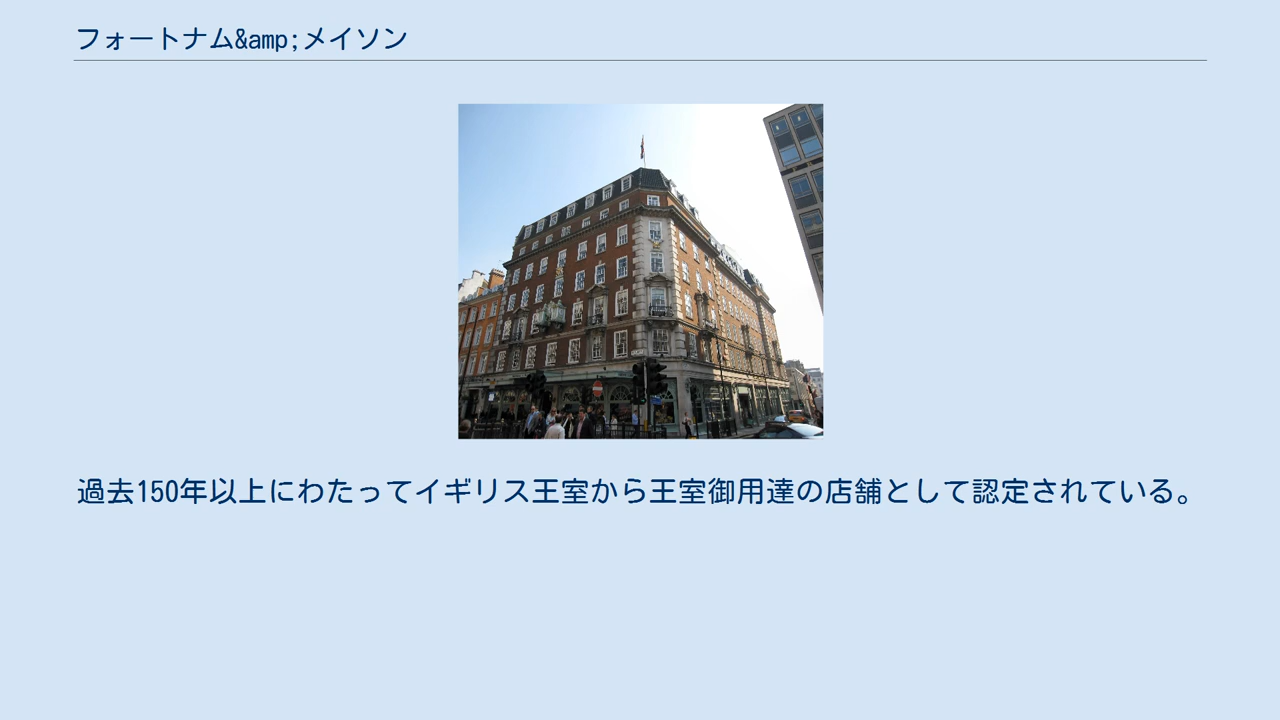 フォートナム&amp;メイソン
過去150年以上にわたってイギリス王室から王室御用達の店舗として認定されている。